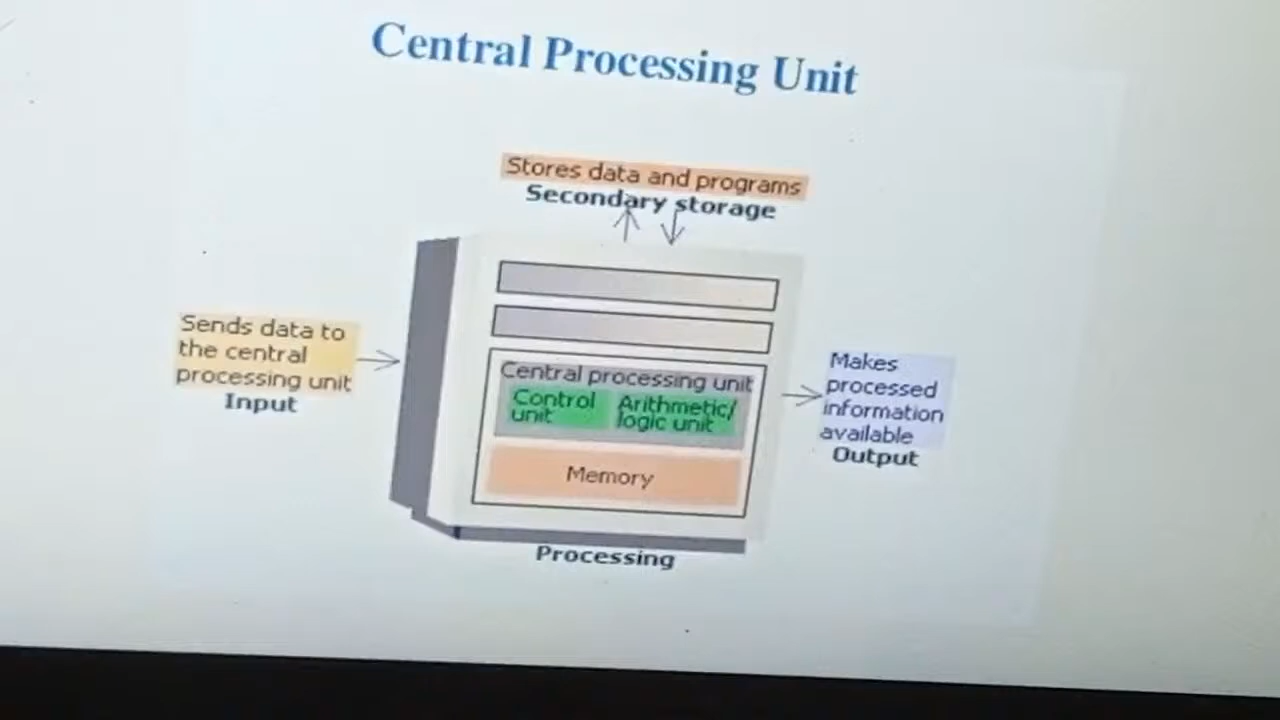 Central Processing Unit
Stores data and programs
Secondary storage
Sends data to
the central
processing unit
Input
Central processing unit
Control
unit
Arithmetic/
logic unit
Memory
Processing
Makes
processed
information
available
Output